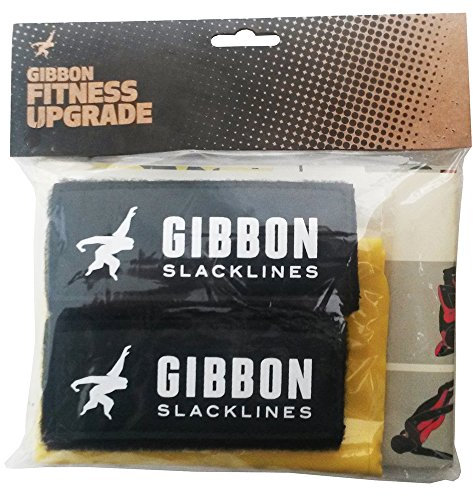 GIBBON
FITNESS
UPGRADE
GIBBON
SLACKLINES
GIBBON
SLACKLINES